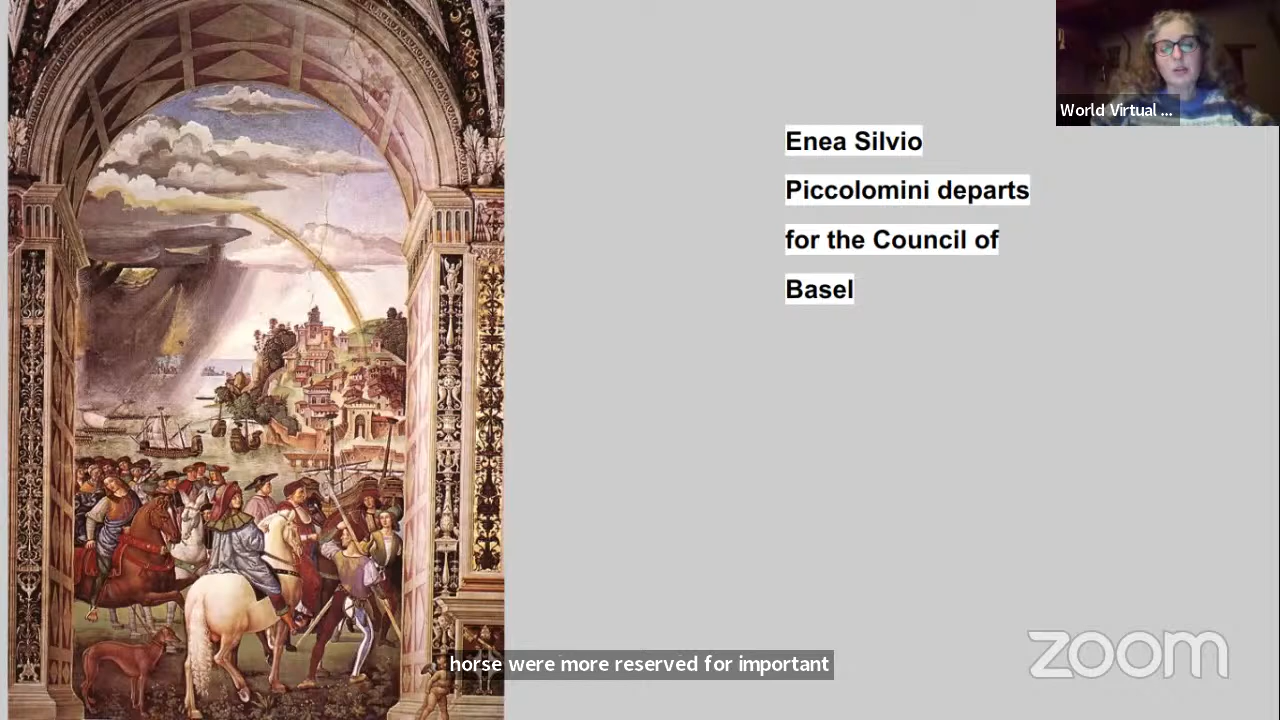 World Virtual ...
Enea Silvio
Piccolomini departs
for the Council of
Basel
horse were more reserved for important
zoom